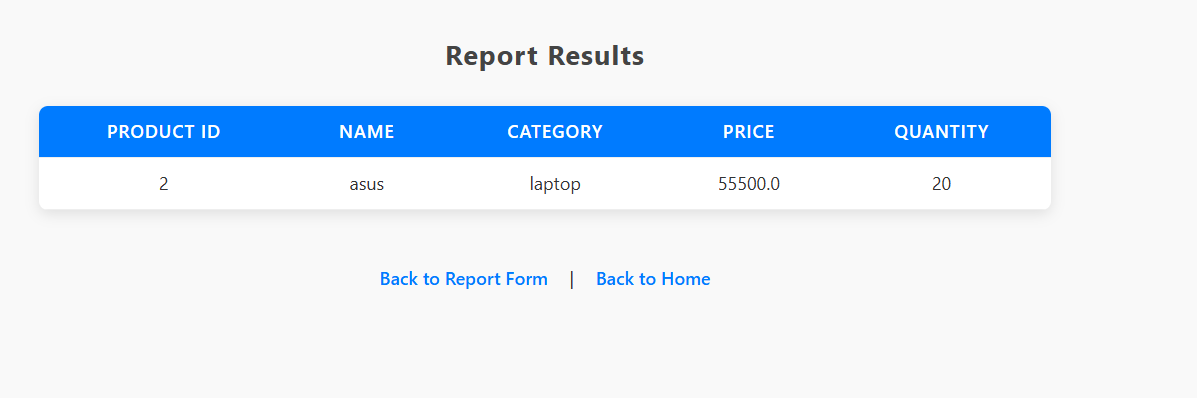 Report Results
PRODUCT ID NAME CATEGORY PRICE QUANTITY
2 asus laptop 55500.0 20
Back to Report Form | Back to Home